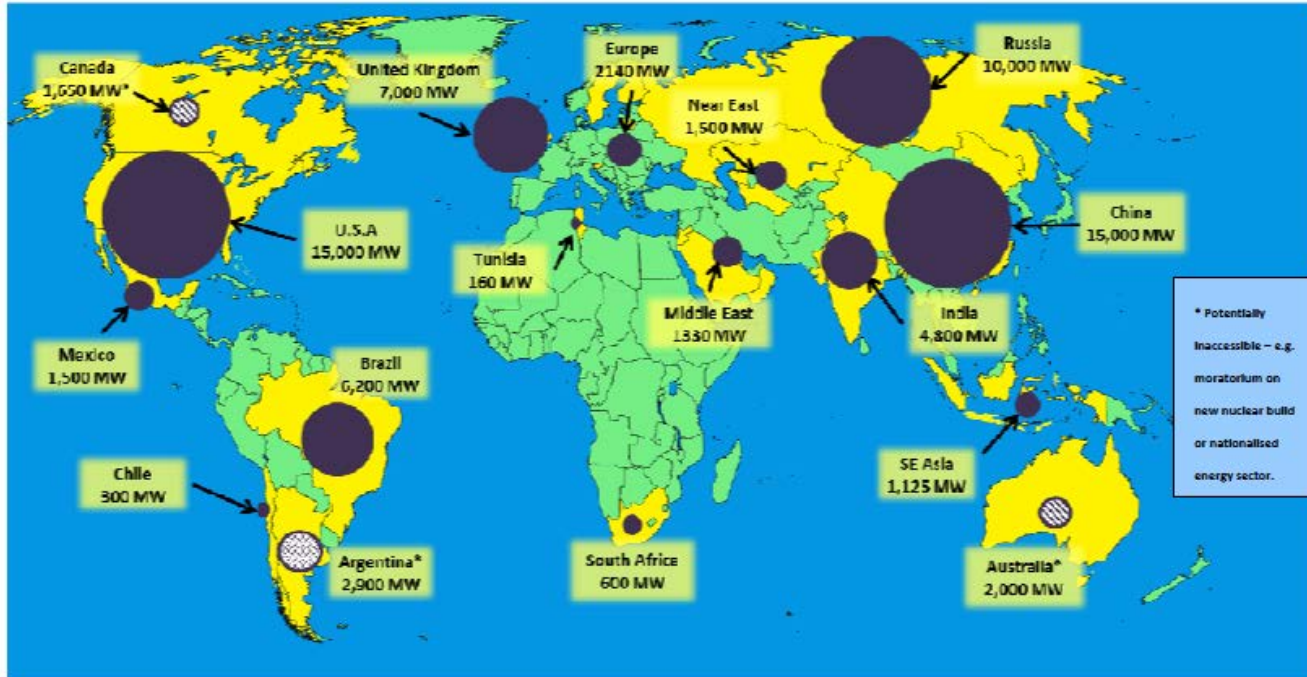 Canada
1,650 MW*
United Kingdom
7,000 MW
Europe
2140 MW
Near East
1,500 MW
Russia
10,000 MW
U.S.A
15,000 MW
Tunisia
160 MW
China
15,000 MW
Middle East
1330 MW
India
4,800 MW
Mexico
1,500 MW
Brazil
6,200 MW
Chile
300 MW
Argentina*
2,900 MW
South Africa
600 MW
SE Asia
1,125 MW
Australia*
2,000 MW
* Potentially
inaccessible – e.g.
moratorium on
new nuclear build
or nationalised
energy sector.